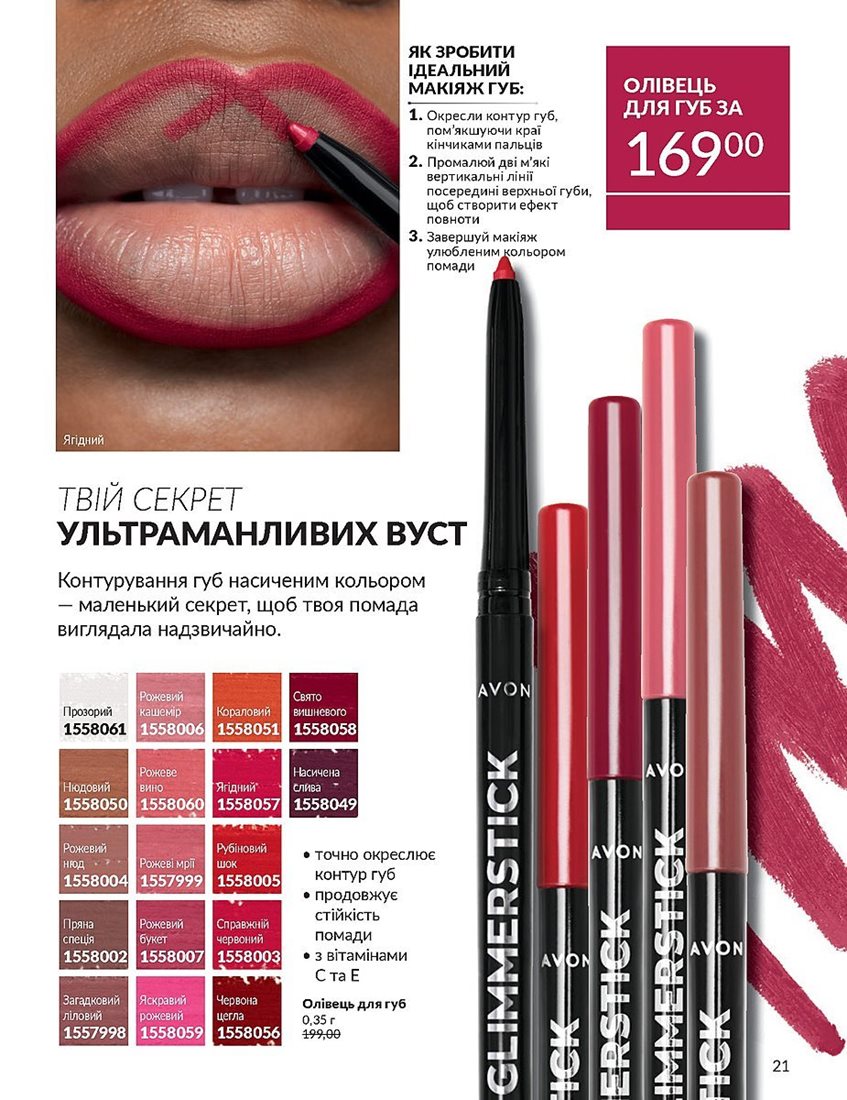 ЯК ЗРОБИТИ
ІДЕАЛЬНИЙ
МАКІЯЖ ГУБ:
1. Окресли контур губ,
пом'якшуючи краї
кінчиками пальців
2. Промалюй дві м'які
вертикальні лінії
посередині верхньої губи,
щоб створити ефект
повноти
3. Завершуй макіяж
улюбленим кольором
помади
ОЛІВЕЦЬ
ДЛЯ ГУБ ЗА
16900
Ягідний
ТВІЙ СЕКРЕТ
УЛЬТРАМАНЛИВИХ ВУСТ
Контурування губ насиченим кольором
— маленький секрет, щоб твоя помада
виглядала надзвичайно.
Прозорий
1558061
Рожевий
кашемір
1558006
Кораловий
1558051
Свято
вишневого
1558058
Нюдовий
1558050
Рожеве
вино
1558060
Ягідний
1558057
Насичена
слива
1558049
Рожевий
нюд
1558004
Рожеві мрії
1557999
Рубіновий
шок
1558005
Пряна
спеція
1558002
Рожевий
букет
1558007
Справжній
червоний
1558003
Загадковий
ліловий
1557998
Яскравий
рожевий
1558059
Червона
цегла
1558056
• точно окреслює
контур губ
• продовжує
стійкість
помади
• з вітамінами
С та Е
Олівець для губ
0,35 г
199,00
AVON
GLIMMERSTICK
AVON
STICK
AVON
ERSTICK
AVON
IMMERSTICK
AVON
STICK
21